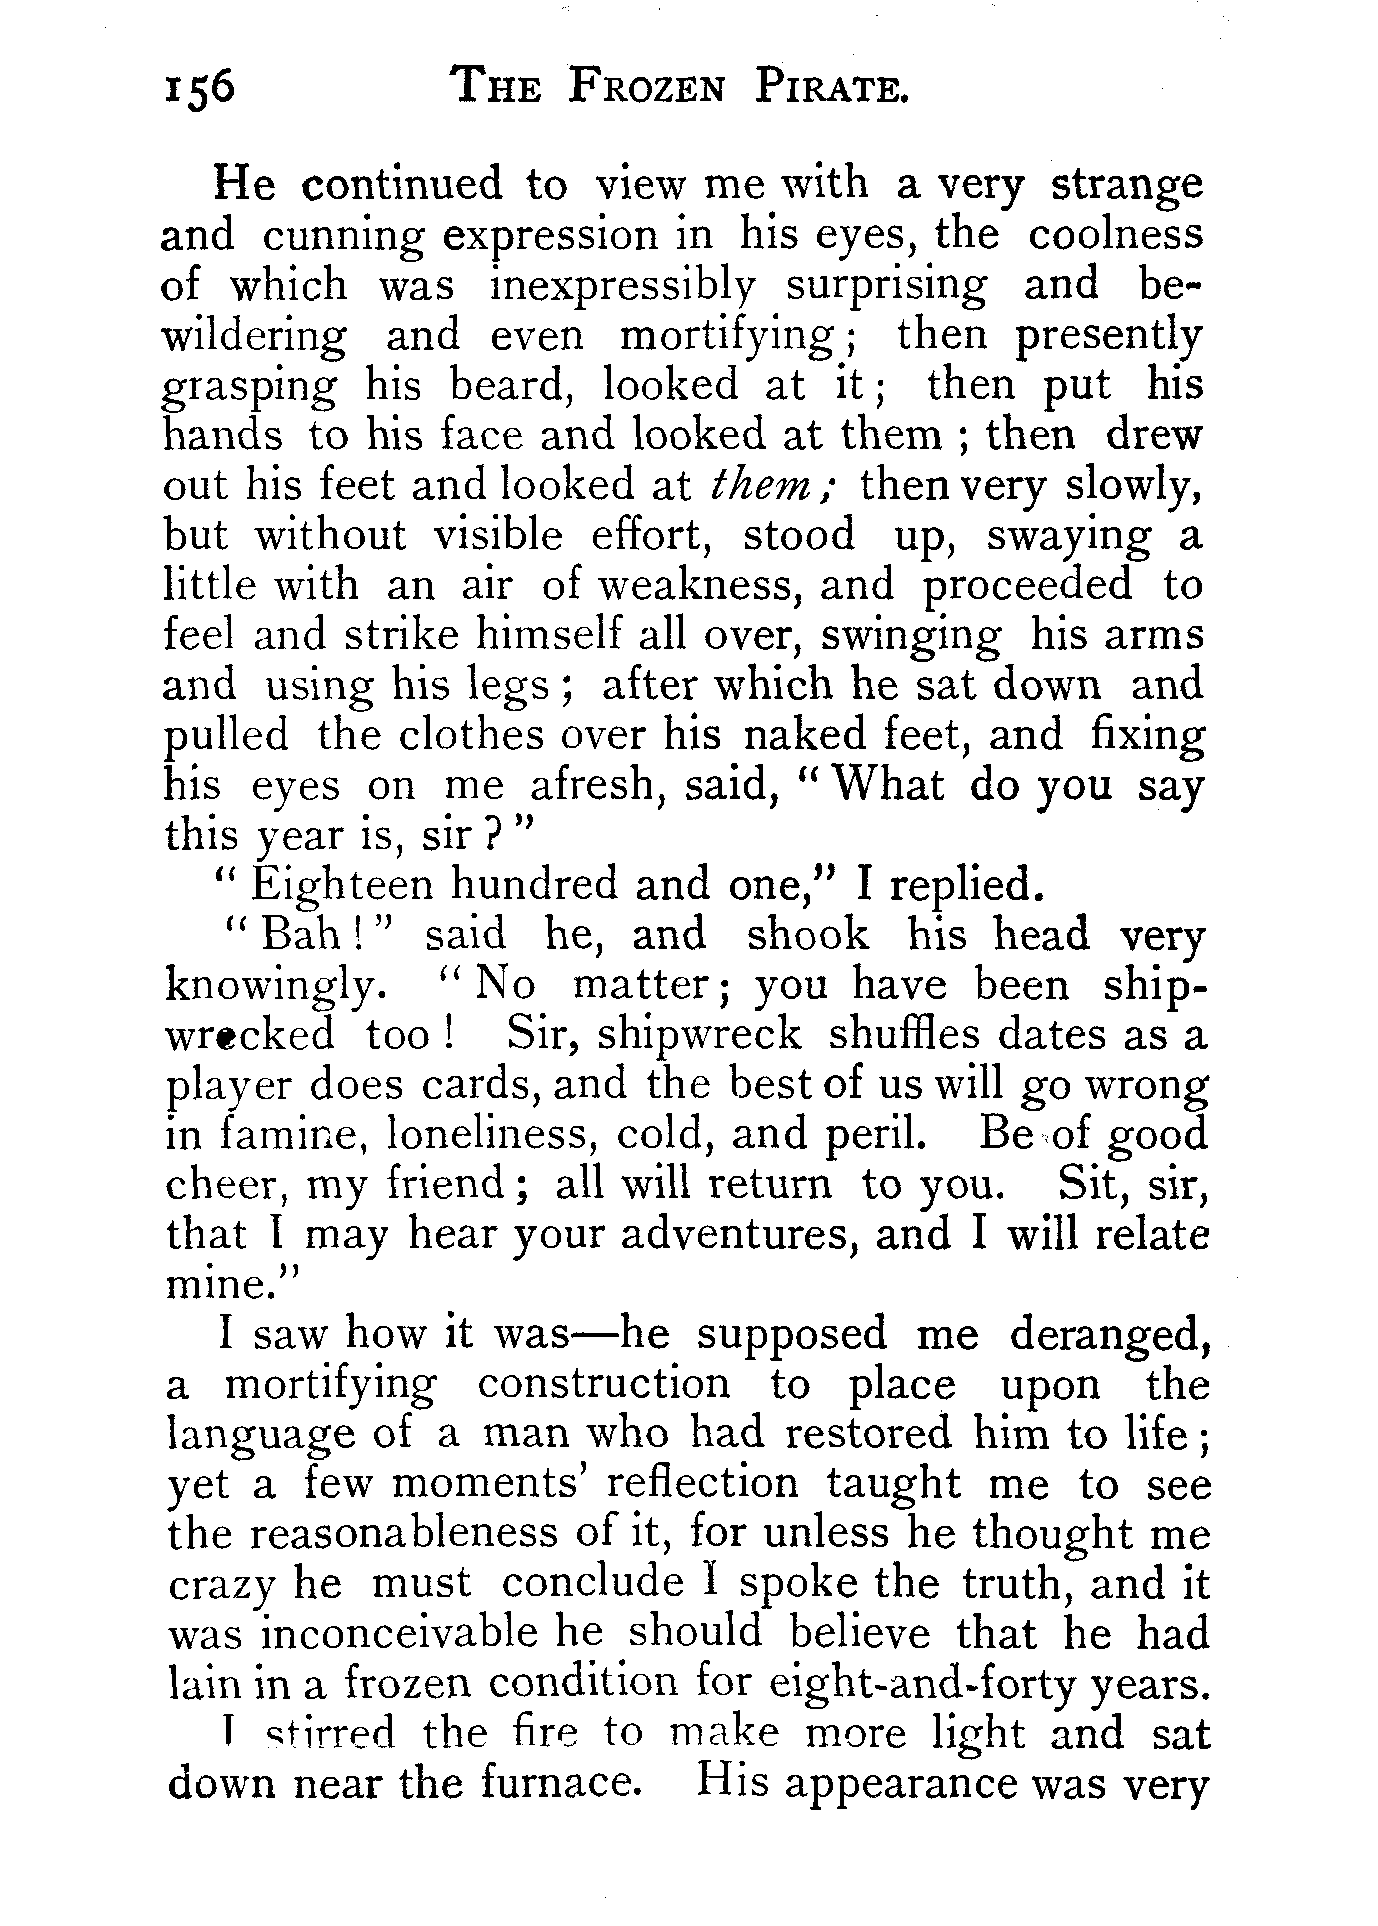 156 THE FROZEN PIRATE.
He continued to view me with a very strange
and cunning expression in his eyes, the coolness
of which was inexpressibly surprising and be-
wildering and even mortifying; then presently
grasping his beard, looked at it; then put his
hands to his face and looked at them; then drew
out his feet and looked at them; then very slowly,
but without visible effort, stood up, swaying a
little with an air of weakness, and proceeded to
feel and strike himself all over, swinging his arms
and using his legs; after which he sat down and
pulled the clothes over his naked feet, and fixing
his eyes on me afresh, said, “What do you say
this year is, sir?”
“Eighteen hundred and one,” I replied.
“Bah!” said he, and shook his head very
knowingly. “No matter; you have been ship-
wrecked too! Sir, shipwreck shuffles dates as a
player does cards, and the best of us will go wrong
in famine, loneliness, cold, and peril. Be of good
cheer, my friend; all will return to you. Sit, sir,
that I may hear your adventures, and I will relate
mine.”
I saw how it was—he supposed me deranged,
a mortifying construction to place upon the
language of a man who had restored him to life;
yet a few moments’ reflection taught me to see
the reasonableness of it, for unless he thought me
crazy he must conclude I spoke the truth, and it
was inconceivable he should believe that he had
lain in a frozen condition for eight-and-forty years.
I stirred the fire to make more light and sat
down near the furnace. His appearance was very